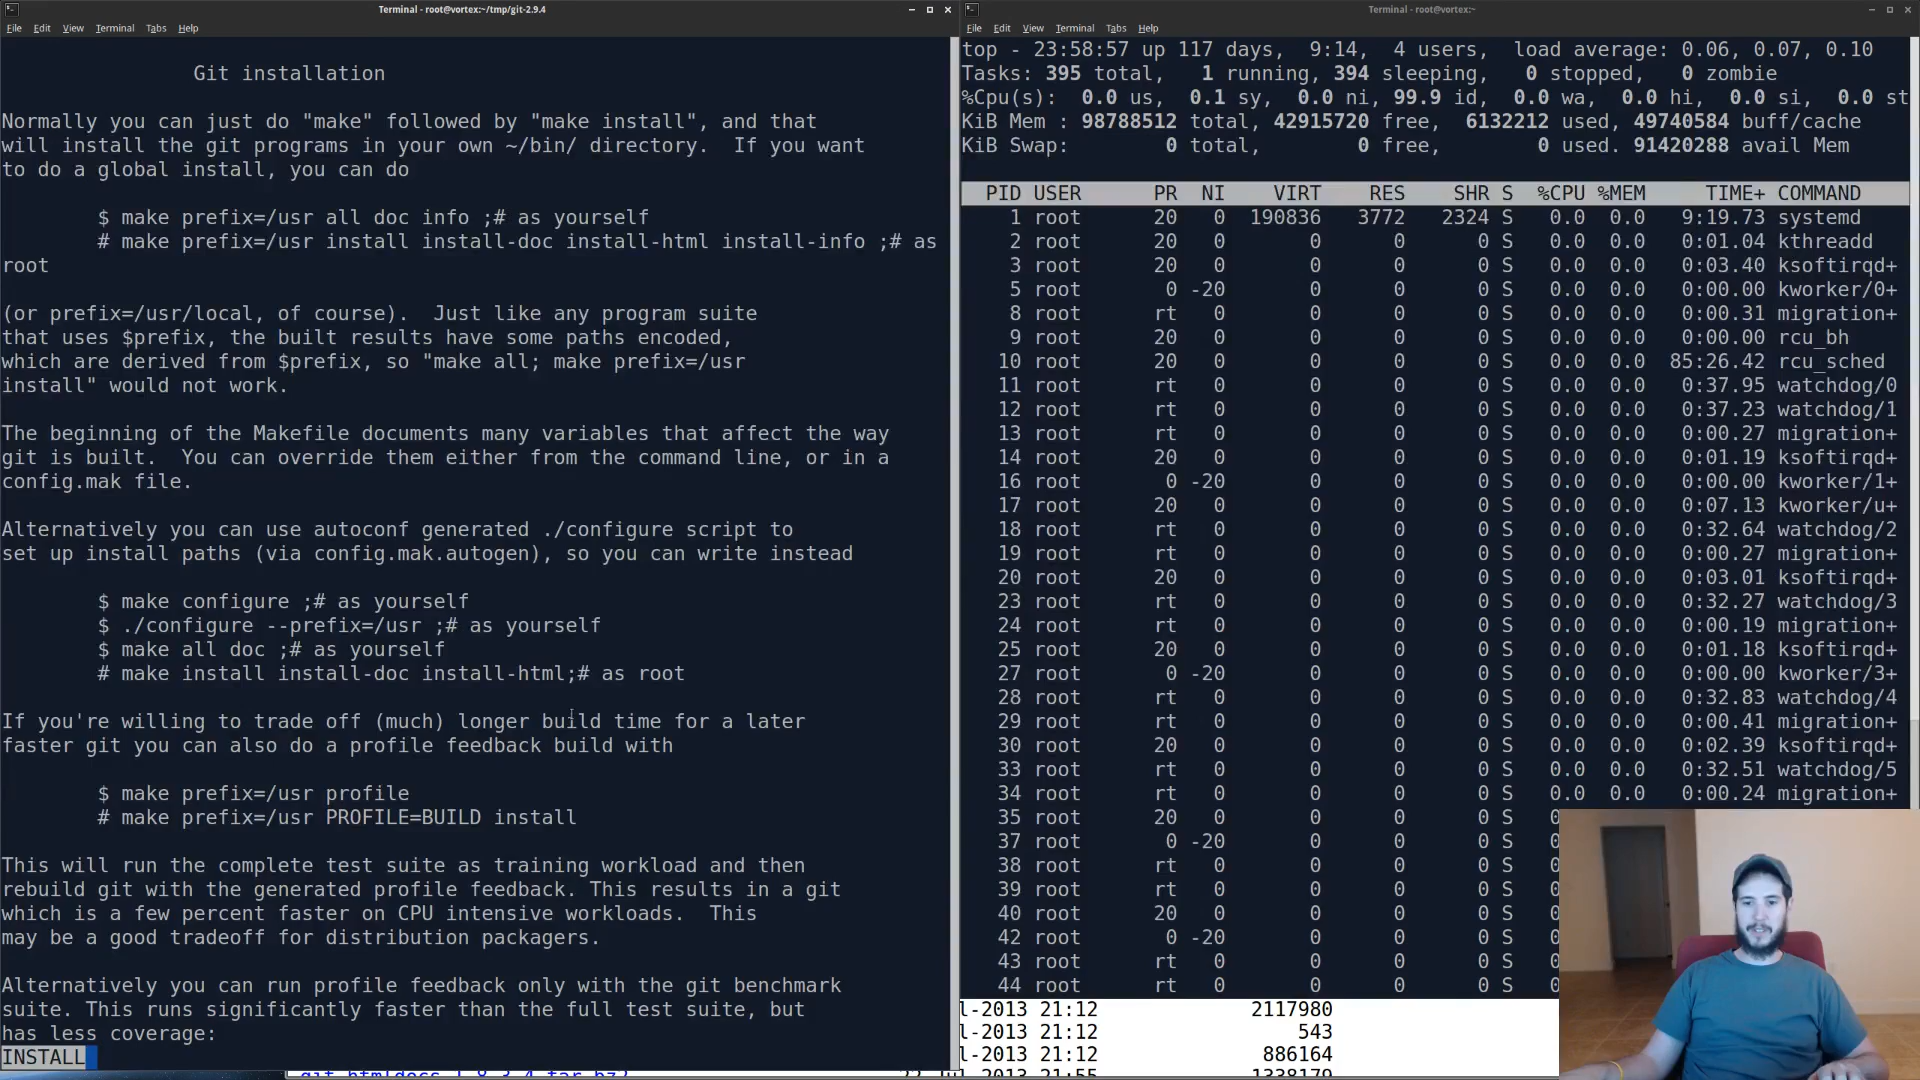 Terminal - root@vortex:~/tmp/git-2.9.4
File Edit View Terminal Tabs Help
Git installation
Normally you can just do "make" followed by "make install", and that
will install the git programs in your own ~/bin/ directory.  If you want
to do a global install, you can do
$ make prefix=/usr all doc info ;# as yourself
# make prefix=/usr install install-doc install-html install-info ;# as
root
(or prefix=/usr/local, of course).  Just like any program suite
that uses $prefix, the built results have some paths encoded,
which are derived from $prefix, so "make all; make prefix=/usr
install" would not work.
The beginning of the Makefile documents many variables that affect the way
git is built.  You can override them either from the command line, or in a
config.mak file.
Alternatively you can use autoconf generated ./configure script to
set up install paths (via config.mak.autogen), so you can write instead
$ make configure ;# as yourself
$ ./configure --prefix=/usr ;# as yourself
$ make all doc ;# as yourself
# make install install-doc install-html;# as root
If you're willing to trade off (much) longer build time for a later
faster git you can also do a profile feedback build with
$ make prefix=/usr profile
# make prefix=/usr PROFILE=BUILD install
This will run the complete test suite as training workload and then
rebuild git with the generated profile feedback. This results in a git
which is a few percent faster on CPU intensive workloads.  This
may be a good tradeoff for distribution packagers.
Alternatively you can run profile feedback only with the git benchmark
suite. This runs significantly faster than the full test suite, but
has less coverage:
INSTALL
Terminal - root@vortex:~
File Edit View Terminal Tabs Help
top - 23:58:57 up 117 days,  9:14,  4 users,  load average: 0.06, 0.07, 0.10
Tasks: 395 total,   1 running, 394 sleeping,   0 stopped,   0 zombie
%Cpu(s):  0.0 us,  0.1 sy,  0.0 ni, 99.9 id,  0.0 wa,  0.0 hi,  0.0 si,  0.0 st
KiB Mem : 98788512 total, 42915720 free,  6132212 used, 49740584 buff/cache
KiB Swap:        0 total,        0 free,        0 used. 91420288 avail Mem
PID USER PR NI VIRT RES SHR S %CPU %MEM TIME+ COMMAND
1 root 20 0 190836 3772 2324 S 0.0 0.0 9:19.73 systemd
2 root 20 0 0 0 0 S 0.0 0.0 0:01.04 kthreadd
3 root 20 0 0 0 0 S 0.0 0.0 0:03.40 ksoftirqd+
5 root 0 -20 0 0 0 S 0.0 0.0 0:00.00 kworker/0+
8 root rt 0 0 0 0 S 0.0 0.0 0:00.31 migration+
9 root 20 0 0 0 0 S 0.0 0.0 0:00.00 rcu_bh
10 root 20 0 0 0 0 S 0.0 0.0 85:26.42 rcu_sched
11 root rt 0 0 0 0 S 0.0 0.0 0:37.95 watchdog/0
12 root rt 0 0 0 0 S 0.0 0.0 0:37.23 watchdog/1
13 root rt 0 0 0 0 S 0.0 0.0 0:00.27 migration+
14 root 20 0 0 0 0 S 0.0 0.0 0:01.19 ksoftirqd+
16 root 0 -20 0 0 0 S 0.0 0.0 0:00.00 kworker/1+
17 root 20 0 0 0 0 S 0.0 0.0 0:07.13 kworker/u+
18 root rt 0 0 0 0 S 0.0 0.0 0:32.64 watchdog/2
19 root rt 0 0 0 0 S 0.0 0.0 0:00.27 migration+
20 root 20 0 0 0 0 S 0.0 0.0 0:03.01 ksoftirqd+
23 root rt 0 0 0 0 S 0.0 0.0 0:32.27 watchdog/3
24 root rt 0 0 0 0 S 0.0 0.0 0:00.19 migration+
25 root 20 0 0 0 0 S 0.0 0.0 0:01.18 ksoftirqd+
27 root 0 -20 0 0 0 S 0.0 0.0 0:00.00 kworker/3+
28 root rt 0 0 0 0 S 0.0 0.0 0:32.83 watchdog/4
29 root rt 0 0 0 0 S 0.0 0.0 0:00.41 migration+
30 root 20 0 0 0 0 S 0.0 0.0 0:02.39 ksoftirqd+
33 root rt 0 0 0 0 S 0.0 0.0 0:32.51 watchdog/5
34 root rt 0 0 0 0 S 0.0 0.0 0:00.24 migration+
35 root 20 0 0 0 0 S 0
37 root 0 -20 0 0 0 S 0
38 root rt 0 0 0 0 S 0
39 root rt 0 0 0 0 S 0
40 root 20 0 0 0 0 S 0
42 root 0 -20 0 0 0 S 0
43 root rt 0 0 0 0 S 0
44 root rt 0 0 0 0 S 0
l-2013 21:12 2117980
l-2013 21:12 543
l-2013 21:12 886164
l-2013 21:55 1338179